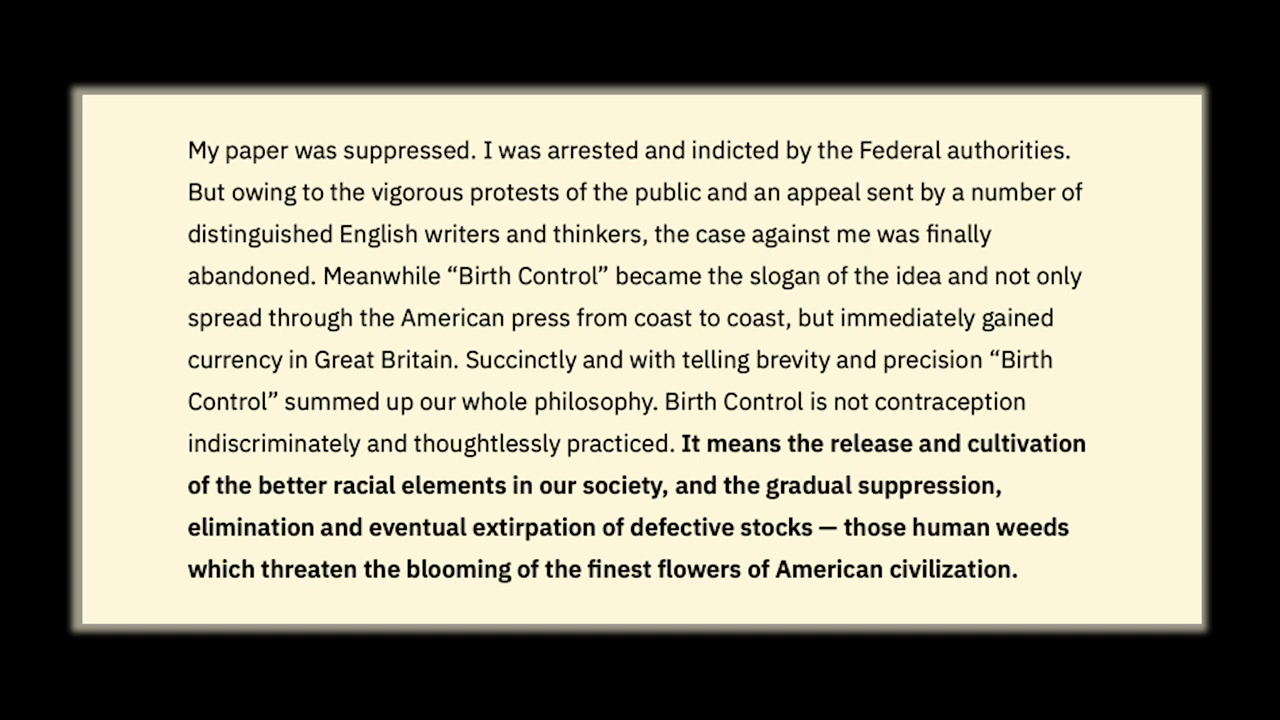 My paper was suppressed. I was arrested and indicted by the Federal authorities.
But owing to the vigorous protests of the public and an appeal sent by a number of
distinguished English writers and thinkers, the case against me was finally
abandoned. Meanwhile “Birth Control” became the slogan of the idea and not only
spread through the American press from coast to coast, but immediately gained
currency in Great Britain. Succinctly and with telling brevity and precision “Birth
Control” summed up our whole philosophy. Birth Control is not contraception
indiscriminately and thoughtlessly practiced. It means the release and cultivation
of the better racial elements in our society, and the gradual suppression,
elimination and eventual extirpation of defective stocks — those human weeds
which threaten the blooming of the finest flowers of American civilization.